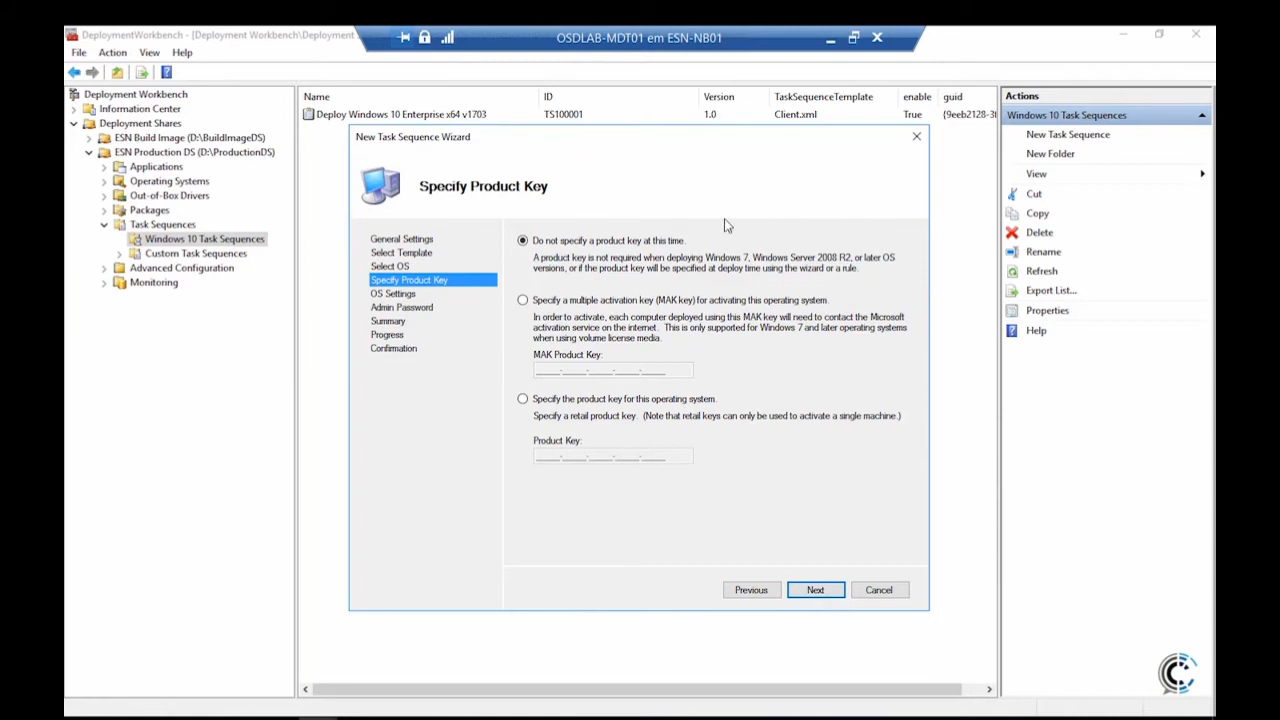 DeploymentWorkbench - [Deployment Workbench\Deployment
OSDLAB-MDT01 em ESN-NB01
File Action View Help
Deployment Workbench
Information Center
Deployment Shares
ESN Build Image (D:\BuildImageDS)
ESN Production DS (D:\ProductionDS)
Applications
Operating Systems
Out-of-Box Drivers
Packages
Task Sequences
Windows 10 Task Sequences
Custom Task Sequences
Advanced Configuration
Monitoring
Name ID Version TaskSequenceTemplate enable guid
Deploy Windows 10 Enterprise x64 v1703 TS100001 1.0 Client.xml True
New Task Sequence Wizard
Specify Product Key
General Settings
Select Template
Select OS
Specify Product Key
OS Settings
Admin Password
Summary
Progress
Confirmation
Do not specify a product key at this time.
A product key is not required when deploying Windows 7, Windows Server 2008 R2, or later OS
versions, or if the product key will be specified at deploy time using the wizard or a rule.
Specify a multiple activation key (MAK key) for activating this operating system.
In order to activate, each computer deployed using this MAK key will need to contact the Microsoft
activation service on the internet. This is only supported for Windows 7 and later operating systems
when using volume license media.
MAK Product Key:
_____-_____-_____-_____-_____
Specify the product key for this operating system.
Specify a retail product key. (Note that retail keys can only be used to activate a single machine.)
Product Key:
_____-_____-_____-_____-_____
Previous Next Cancel
Actions
Windows 10 Task Sequences
New Task Sequence
New Folder
View
Cut
Copy
Delete
Rename
Refresh
Export List...
Properties
Help